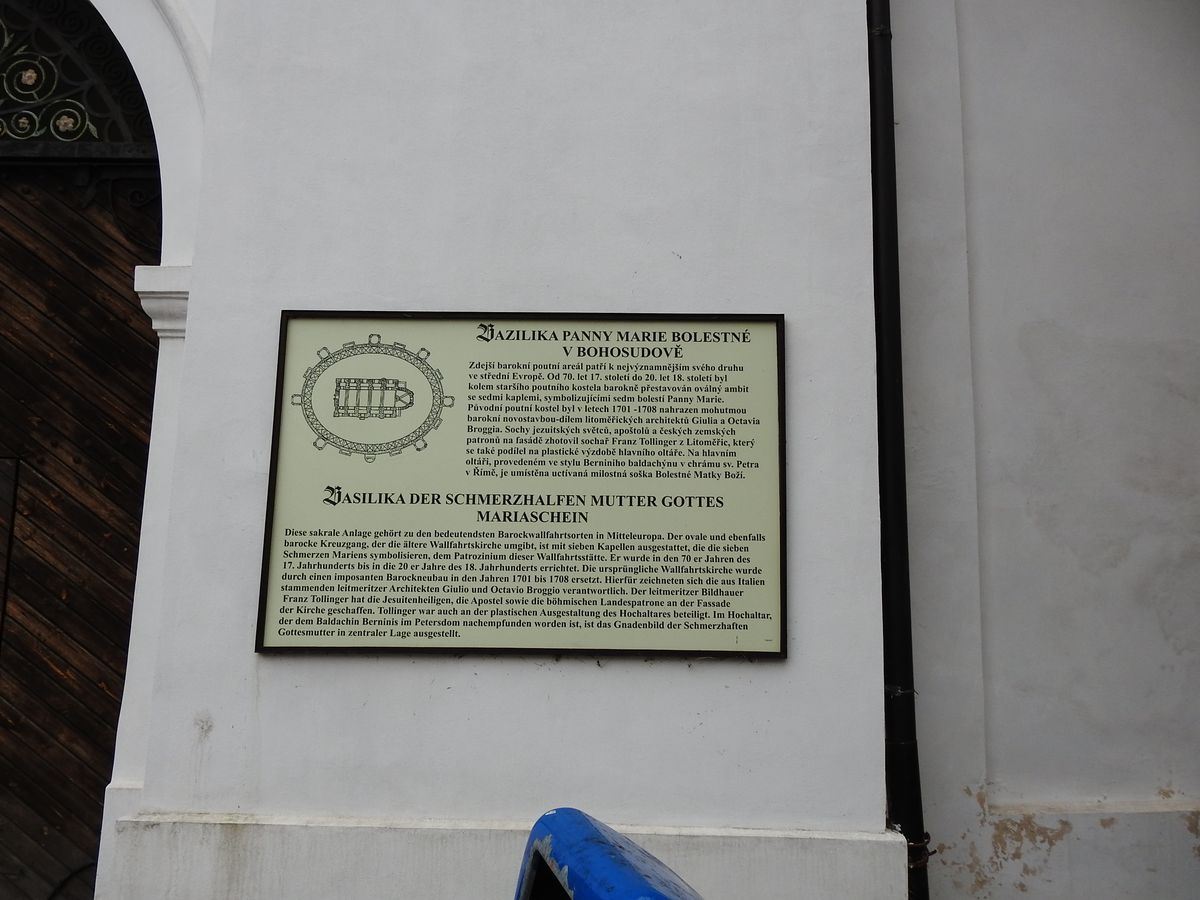 BAZILIKA PANNY MARIE BOLESTNÉ
V BOHOSUDOVĚ
Zdejší barokní poutní areál patří k nejvýznamnějším svého druhu
ve střední Evropě. Od 70. let 17. století do 20. let 18. století byl
kolem staršího poutního kostela barokně přestavován oválný ambit
se sedmi kaplemi, symbolizujícími sedm bolestí Panny Marie.
Původní poutní kostel byl v letech 1701 -1708 nahrazen mohutnou
barokní novostavbou-dílem litoměřických architektů Giulia a Octavia
Broggia. Sochy jezuitských světců, apoštolů a českých zemských
patronů na fasádě zhotovil sochař Franz Tollinger z Litoměřic, který
se také podílel na plastické výzdobě hlavního oltáře. Na hlavním
oltáři, provedeném ve stylu Berniniho baldachýnu v chrámu sv. Petra
v Římě, je umístěna uctívaná milostná soška Bolestné Matky Boží.
BASILIKA DER SCHMERZHALFEN MUTTER GOTTES
MARIASCHEIN
Diese sakrale Anlage gehört zu den bedeutendsten Barockwallfahrtsorten in Mitteleuropa. Der ovale und ebenfalls
barocke Kreuzgang, der die ältere Wallfahrtskirche umgibt, ist mit sieben Kapellen ausgestattet, die die sieben
Schmerzen Mariens symbolisieren, dem Patrozinium dieser Wallfahrtsstätte. Er wurde in den 70 er Jahren des
17. Jahrhunderts bis in die 20 er Jahre des 18. Jahrhunderts errichtet. Die ursprüngliche Wallfahrtskirche wurde
durch einen imposanten Barockneubau in den Jahren 1701 bis 1708 ersetzt. Hierfür zeichneten sich die aus Italien
stammenden leitmeritzer Architekten Giulio und Octavio Broggio verantwortlich. Der leitmeritzer Bildhauer
Franz Tollinger hat die Jesuitenheiligen, die Apostel sowie die böhmischen Landespatrone an der Fassade
der Kirche geschaffen. Tollinger war auch an der plastischen Ausgestaltung des Hochaltares beteiligt. Im Hochaltar,
der dem Baldachin Berninis im Petersdom nachempfunden worden ist, ist das Gnadenbild der Schmerzhaften
Gottesmutter in zentraler Lage ausgestellt.